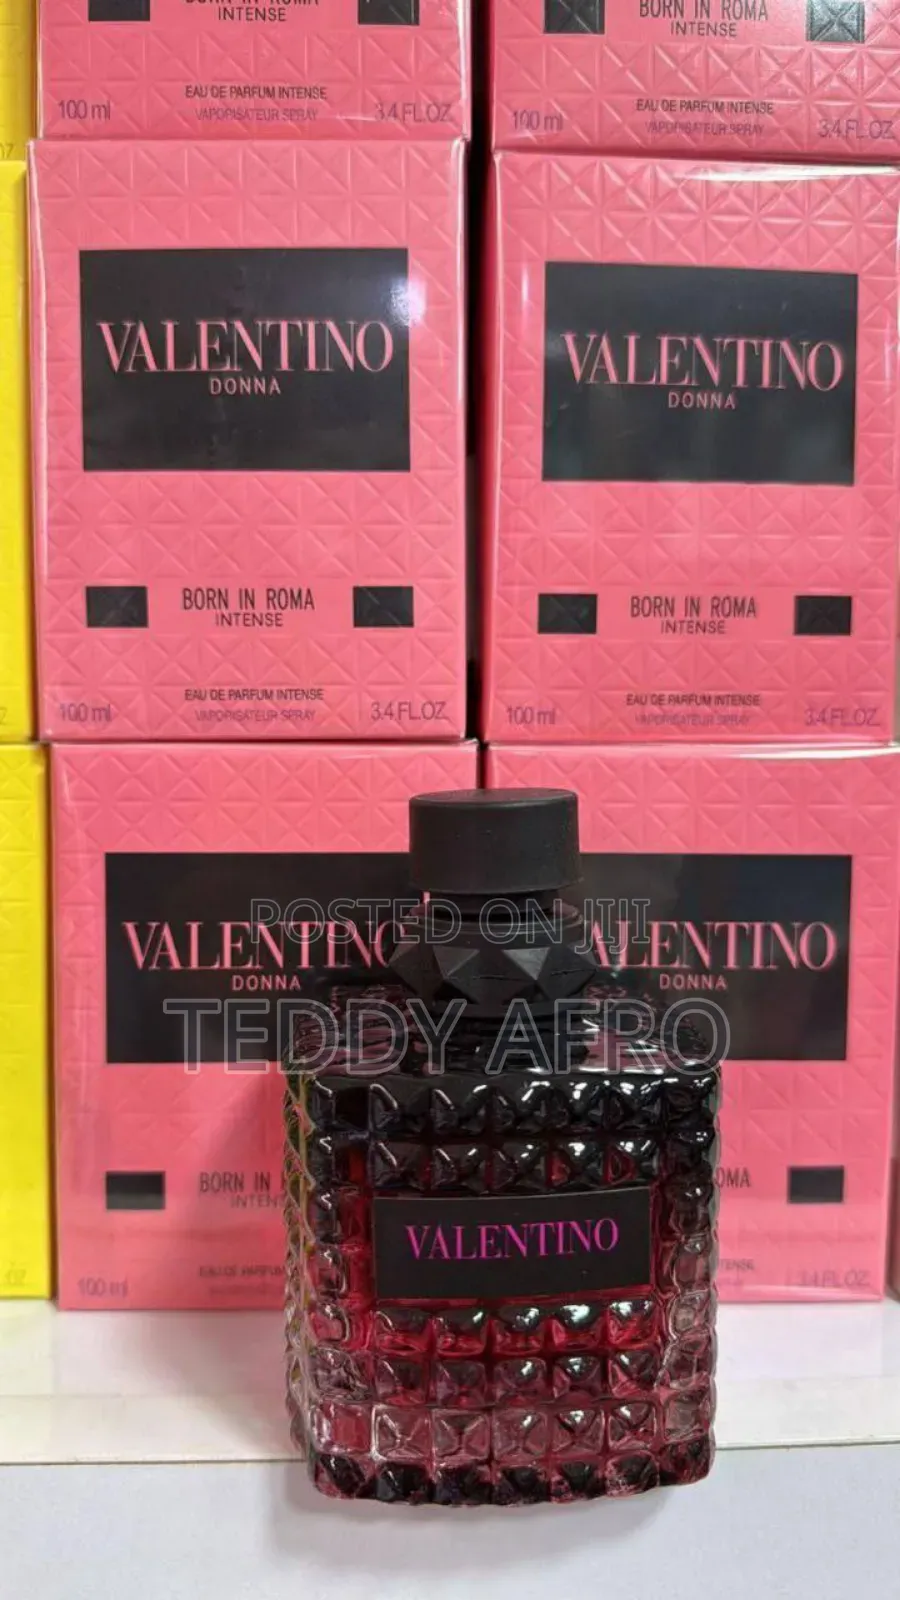 BORN IN ROMA
INTENSE
EAU DE PARFUM INTENSE
VAPORISATEUR SPRAY
100 ml
3.4 FL.OZ.
BORN IN ROMA
INTENSE
EAU DE PARFUM INTENSE
VAPORISATEUR SPRAY
100 ml
3.4 FL.OZ.
VALENTINO
DONNA
BORN IN ROMA
INTENSE
EAU DE PARFUM INTENSE
VAPORISATEUR SPRAY
100 ml
3.4 FL.OZ.
VALENTINO
DONNA
BORN IN ROMA
INTENSE
EAU DE PARFUM INTENSE
VAPORISATEUR SPRAY
100 ml
3.4 FL.OZ.
VALENTINO
DONNA
BORN IN
100 ml
VALENTINO
DONNA
OMA
3.4 FL.OZ.
POSTED ON JIJI
TEDDY AFRO
VALENTINO